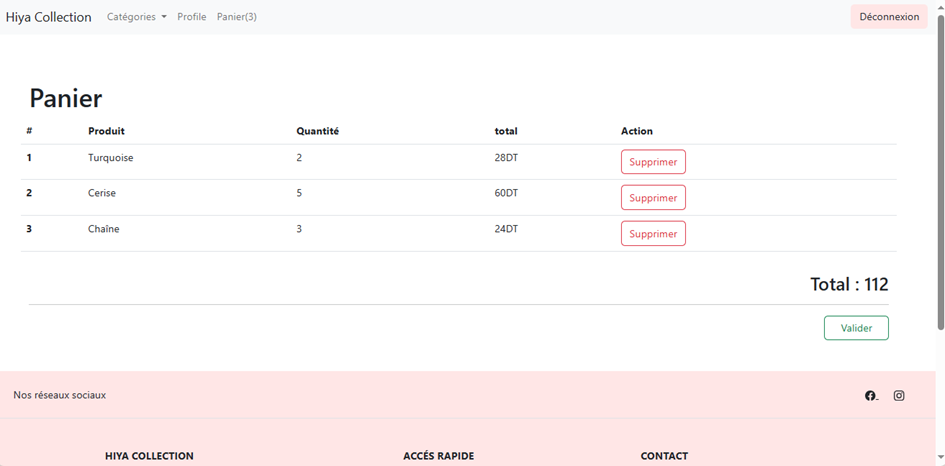 Hiya Collection Catégories Profile Panier(3) Déconnexion
Panier
# Produit Quantité total Action
1 Turquoise 2 28DT Supprimer
2 Cerise 5 60DT Supprimer
3 Chaîne 3 24DT Supprimer
Total : 112
Valider
Nos réseaux sociaux
HIYA COLLECTION ACCÉS RAPIDE CONTACT